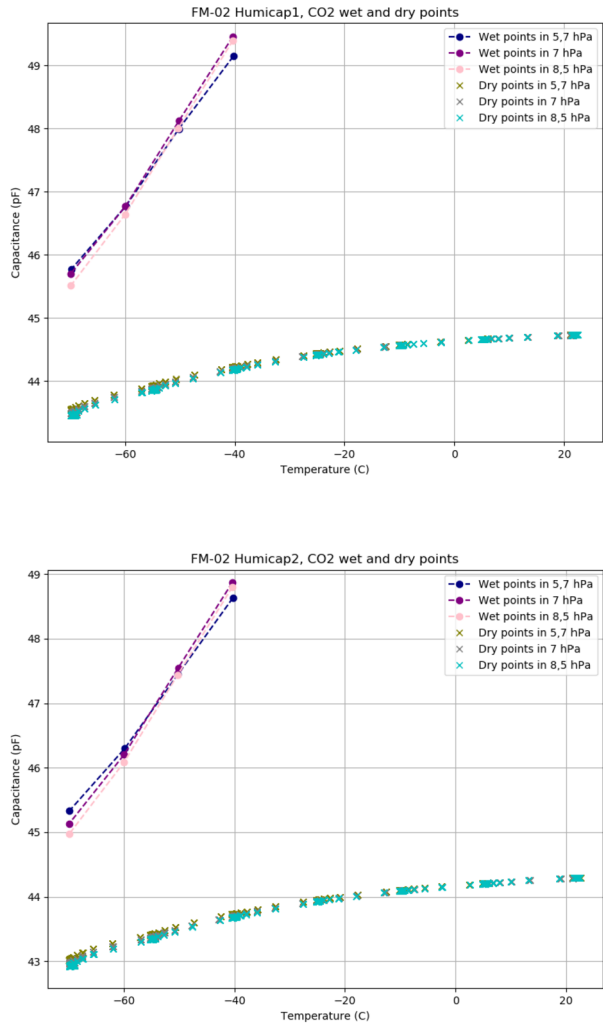 FM-02 Humicap1, CO2 wet and dry points
Wet points in 5,7 hPa
Wet points in 7 hPa
Wet points in 8,5 hPa
Dry points in 5,7 hPa
Dry points in 7 hPa
Dry points in 8,5 hPa
Capacitance (pF)
49
48
47
46
45
44
−60
−40
−20
0
20
Temperature (C)
FM-02 Humicap2, CO2 wet and dry points
Wet points in 5,7 hPa
Wet points in 7 hPa
Wet points in 8,5 hPa
Dry points in 5,7 hPa
Dry points in 7 hPa
Dry points in 8,5 hPa
Capacitance (pF)
49
48
47
46
45
44
43
−60
−40
−20
0
20
Temperature (C)